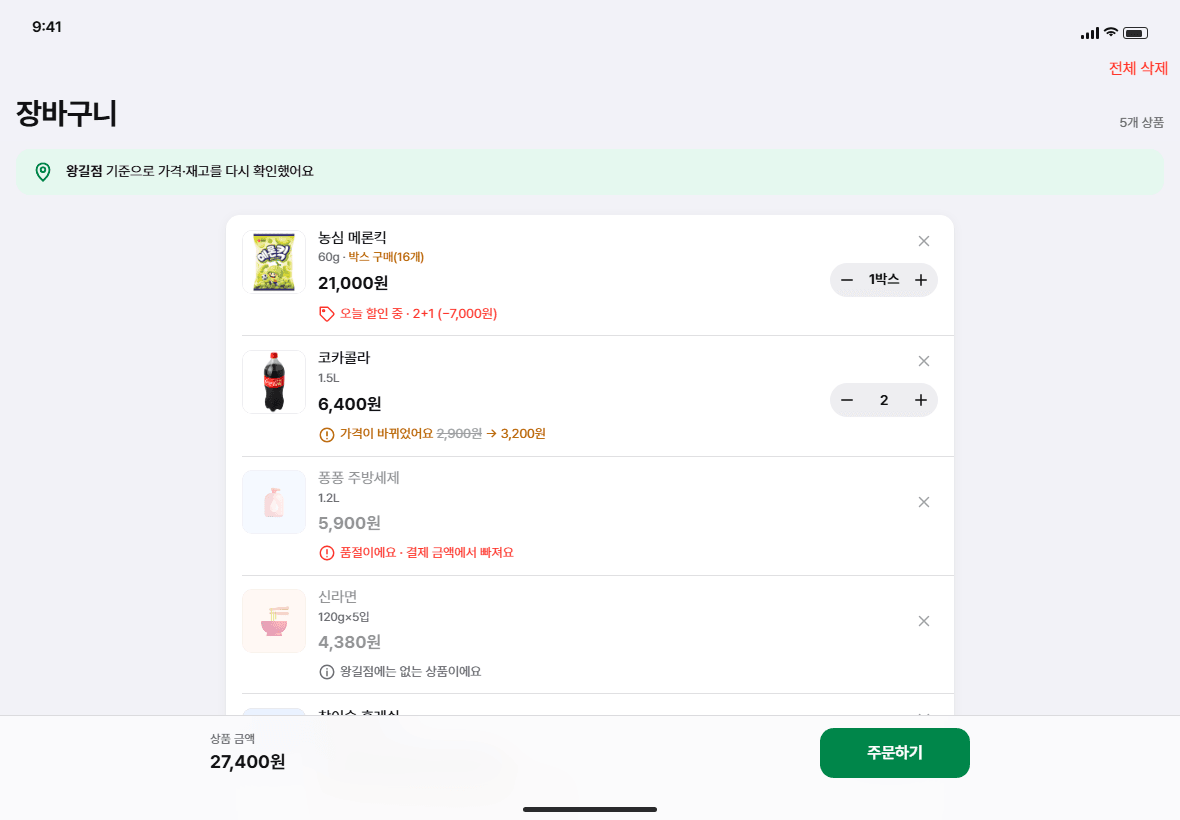 9:41
전체 삭제
장바구니
5개 상품
왕길점 기준으로 가격·재고를 다시 확인했어요
농심 메론킥
60g · 박스 구매(16개)
21,000원
1박스
오늘 할인 중 · 2+1 (−7,000원)
코카콜라
1.5L
6,400원
2
가격이 바뀌었어요 2,900원 → 3,200원
퐁퐁 주방세제
1.2L
5,900원
품절이에요 · 결제 금액에서 빠져요
신라면
120g×5입
4,380원
왕길점에는 없는 상품이에요
상품 금액
27,400원
주문하기